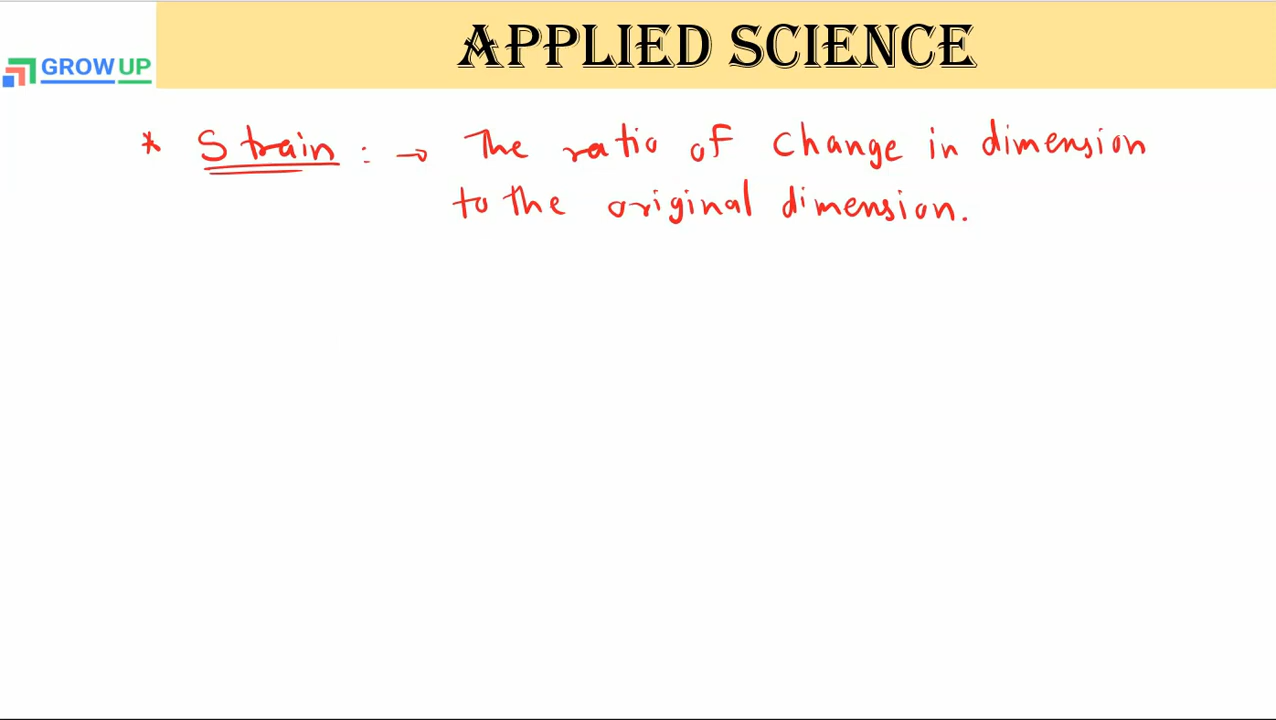 APPLIED SCIENCE
GROW UP
* Strain : → The ratio of change in dimension
to the original dimension.